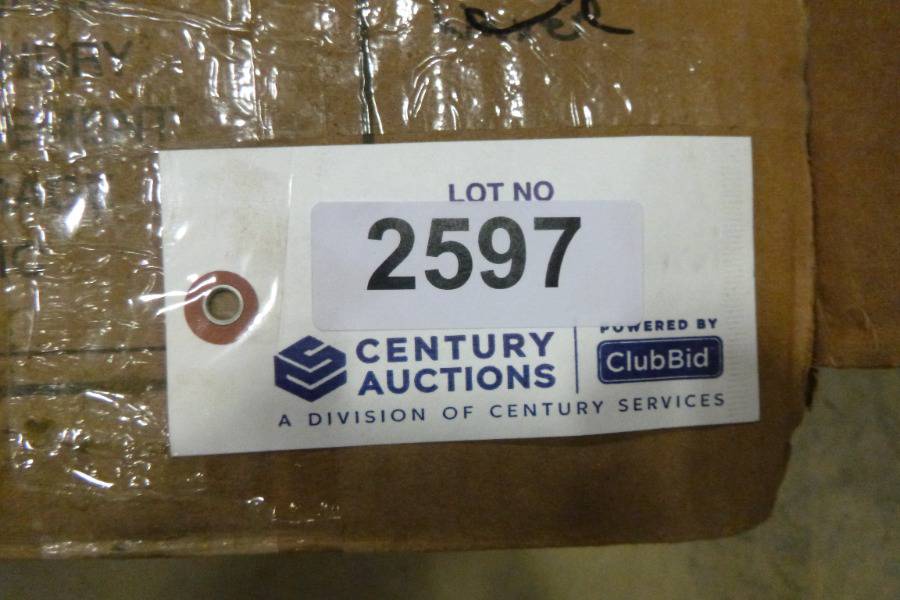 LOT NO
2597
CENTURY
AUCTIONS
POWERED BY
ClubBid
A DIVISION OF CENTURY SERVICES